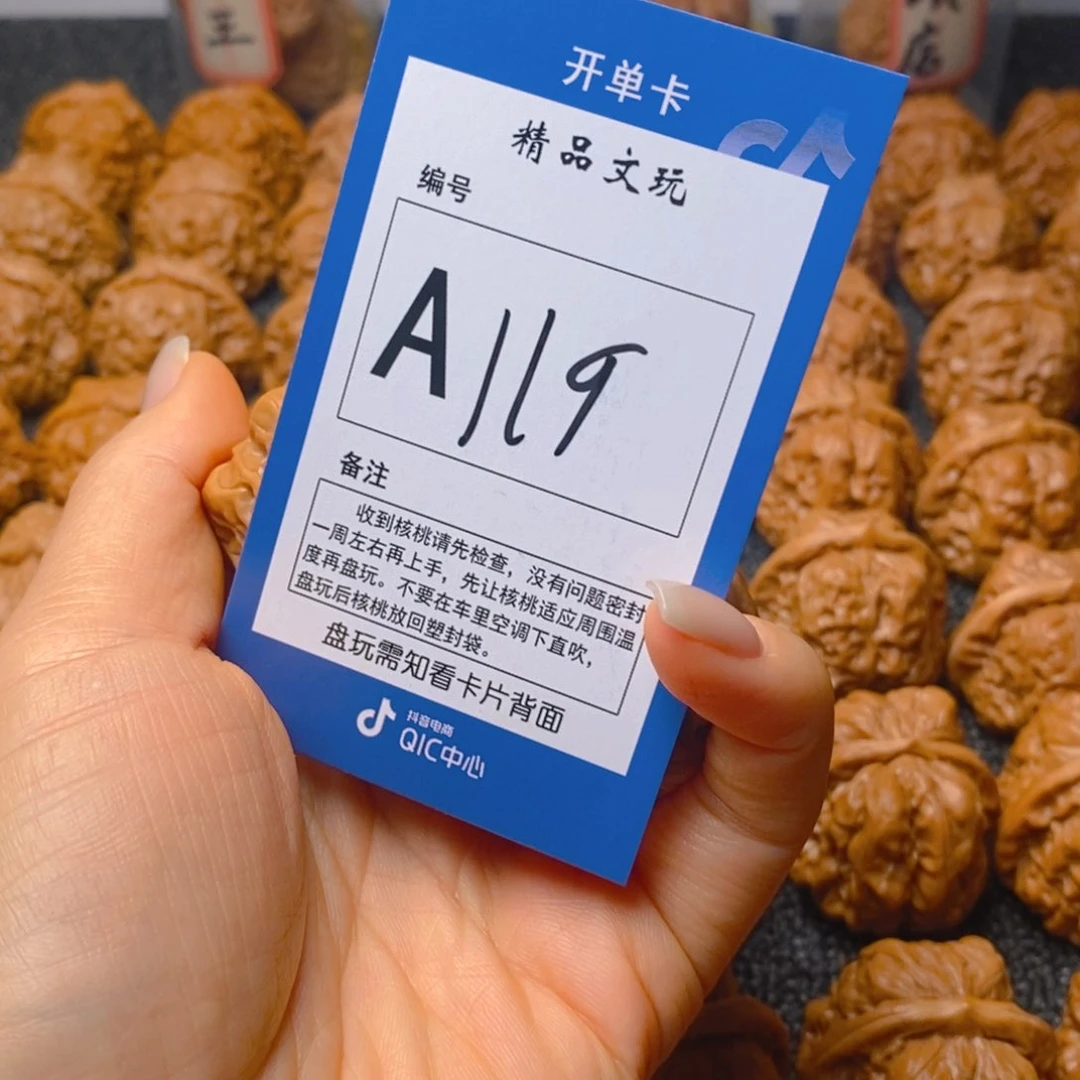 王
店
开单卡
精品文玩
编号
A119
备注
收到核桃请先检查，没有问题密封
一周左右再上手，先让核桃适应周围温
度再盘玩。不要在车里空调下直吹，
盘玩后核桃放回塑封袋。
盘玩需知看卡片背面
抖音电商
QIC中心